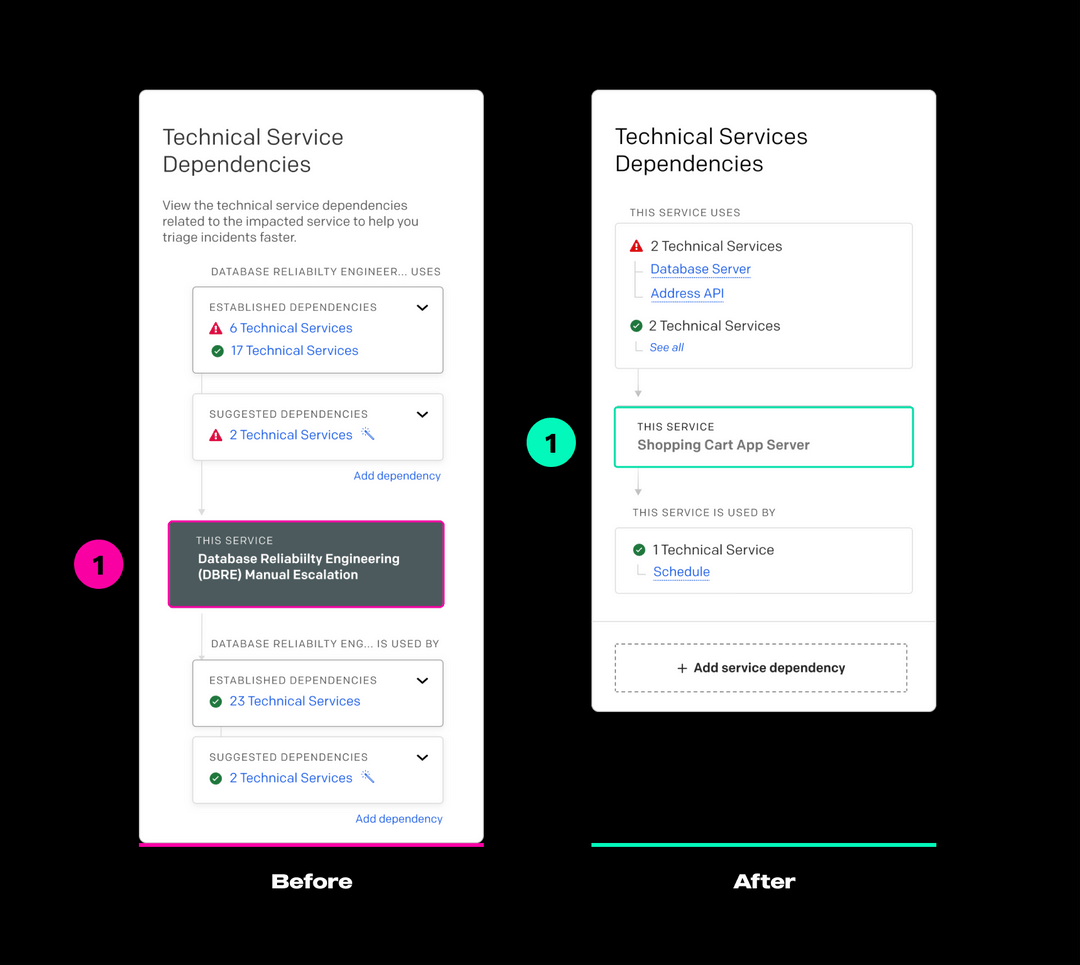 Technical Service
Dependencies
View the technical service dependencies
related to the impacted service to help you
triage incidents faster.
DATABASE RELIABILTY ENGINEER... USES
ESTABLISHED DEPENDENCIES
6 Technical Services
17 Technical Services
SUGGESTED DEPENDENCIES
2 Technical Services
Add dependency
1
THIS SERVICE
Database Reliabiilty Engineering
(DBRE) Manual Escalation
DATABASE RELIABILTY ENG... IS USED BY
ESTABLISHED DEPENDENCIES
23 Technical Services
SUGGESTED DEPENDENCIES
2 Technical Services
Add dependency
Before
Technical Services
Dependencies
THIS SERVICE USES
2 Technical Services
Database Server
Address API
2 Technical Services
See all
1
THIS SERVICE
Shopping Cart App Server
THIS SERVICE IS USED BY
1 Technical Service
Schedule
+ Add service dependency
After